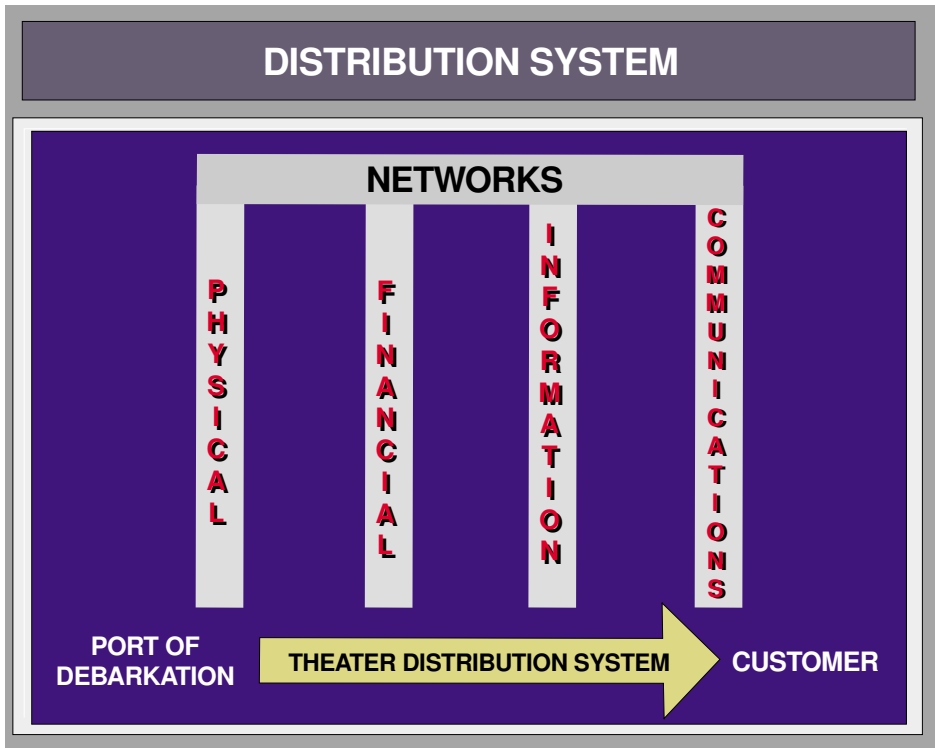 DISTRIBUTION SYSTEM
NETWORKS
PHYSICAL
FINANCIAL
INFORMATION
COMMUNICATIONS
PORT OF
DEBARKATION
THEATER DISTRIBUTION SYSTEM
CUSTOMER